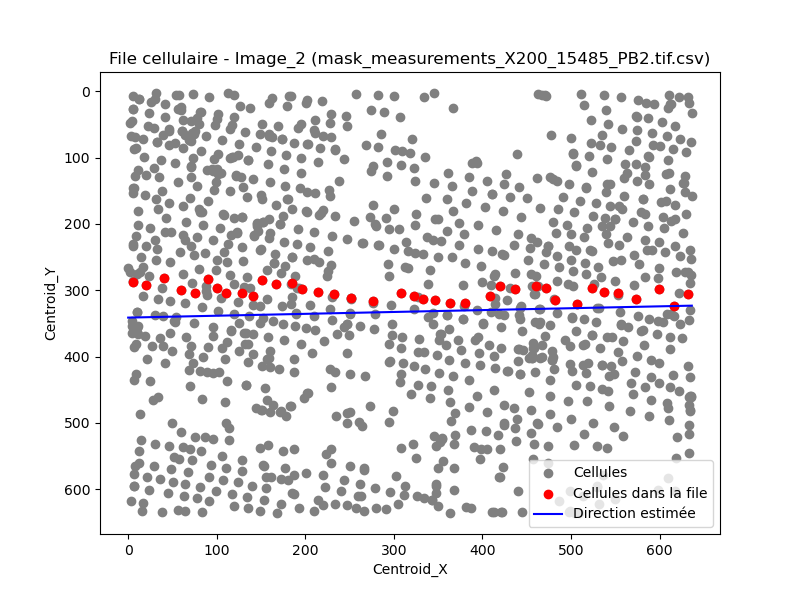 File cellulaire - Image_2 (mask_measurements_X200_15485_PB2.tif.csv)
0
100
200
300
400
500
600
Centroid_Y
0 100 200 300 400 500 600
Centroid_X
Cellules
Cellules dans la file
Direction estimée